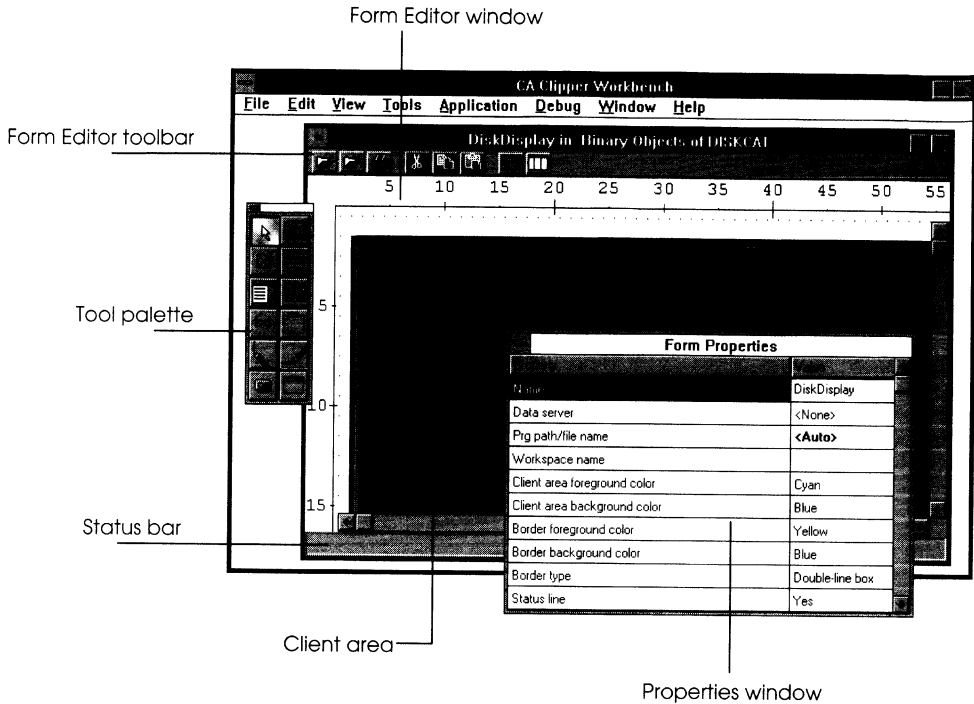 Form Editor window
CA Clipper Workbench
File Edit View Tools Application Debug Window Help
Form Editor toolbar
DiskDisplay in Binary Objects of DISKCAT
5 10 15 20 25 30 35 40 45 50 55
Tool palette
5
10
15
Form Properties
Value
Name DiskDisplay
Data server <None>
Prg path/file name <Auto>
Workspace name
Client area foreground color Cyan
Client area background color Blue
Border foreground color Yellow
Border background color Blue
Border type Double-line box
Status line Yes
Status bar
Client area
Properties window